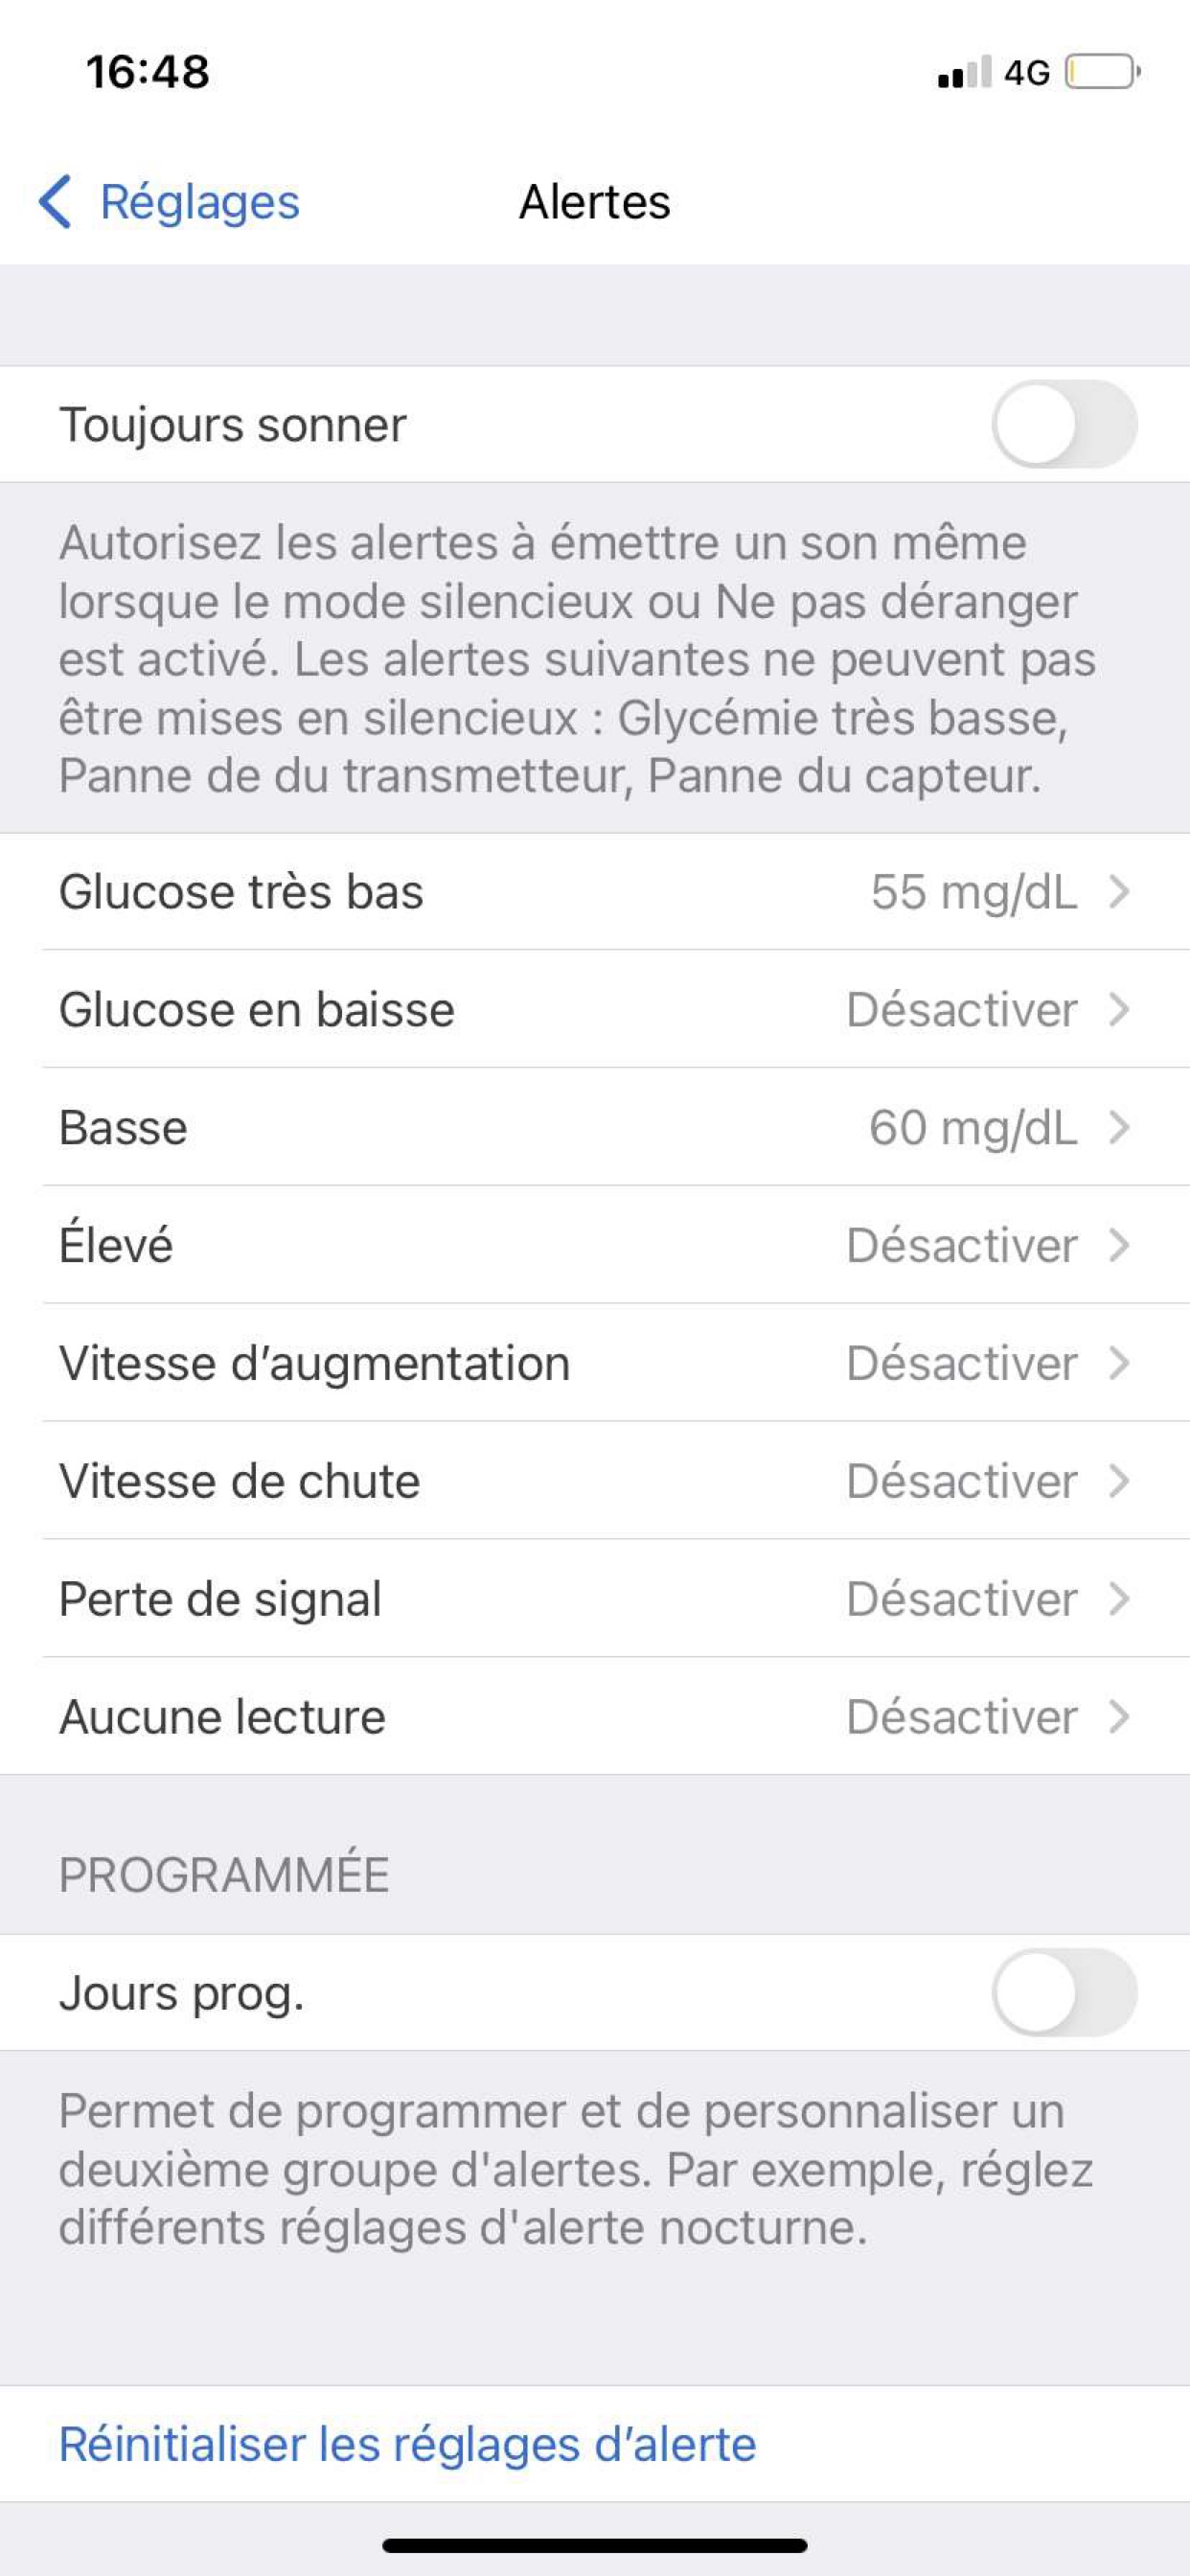 16:48
4G
Réglages
Alertes
Toujours sonner
Autorisez les alertes à émettre un son même
lorsque le mode silencieux ou Ne pas déranger
est activé. Les alertes suivantes ne peuvent pas
être mises en silencieux : Glycémie très basse,
Panne de du transmetteur, Panne du capteur.
Glucose très bas 55 mg/dL
Glucose en baisse Désactiver
Basse 60 mg/dL
Élevé Désactiver
Vitesse d’augmentation Désactiver
Vitesse de chute Désactiver
Perte de signal Désactiver
Aucune lecture Désactiver
PROGRAMMÉE
Jours prog.
Permet de programmer et de personnaliser un
deuxième groupe d'alertes. Par exemple, réglez
différents réglages d'alerte nocturne.
Réinitialiser les réglages d’alerte